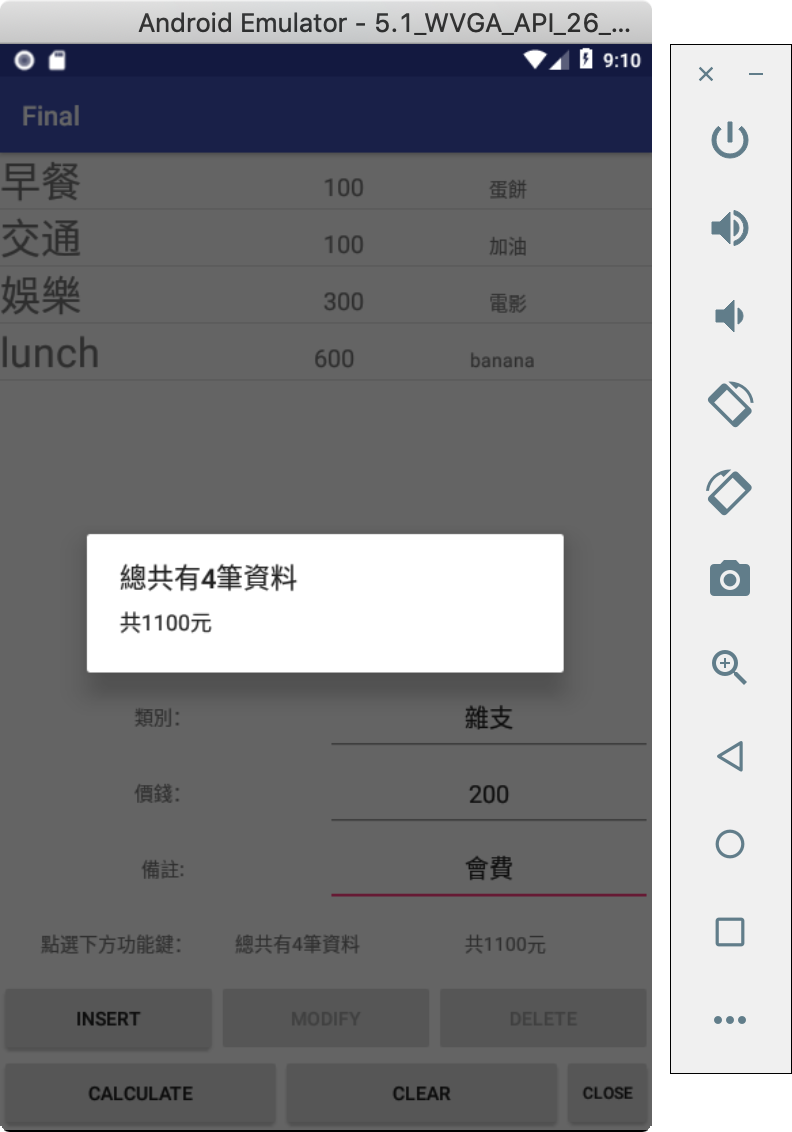 Android Emulator - 5.1_WVGA_API_26_...
9:10
Final
早餐 100 蛋餅
交通 100 加油
娛樂 300 電影
lunch 600 banana
總共有4筆資料
共1100元
類別: 雜支
價錢: 200
備註: 會費
點選下方功能鍵: 總共有4筆資料 共1100元
INSERT MODIFY DELETE
CALCULATE CLEAR CLOSE